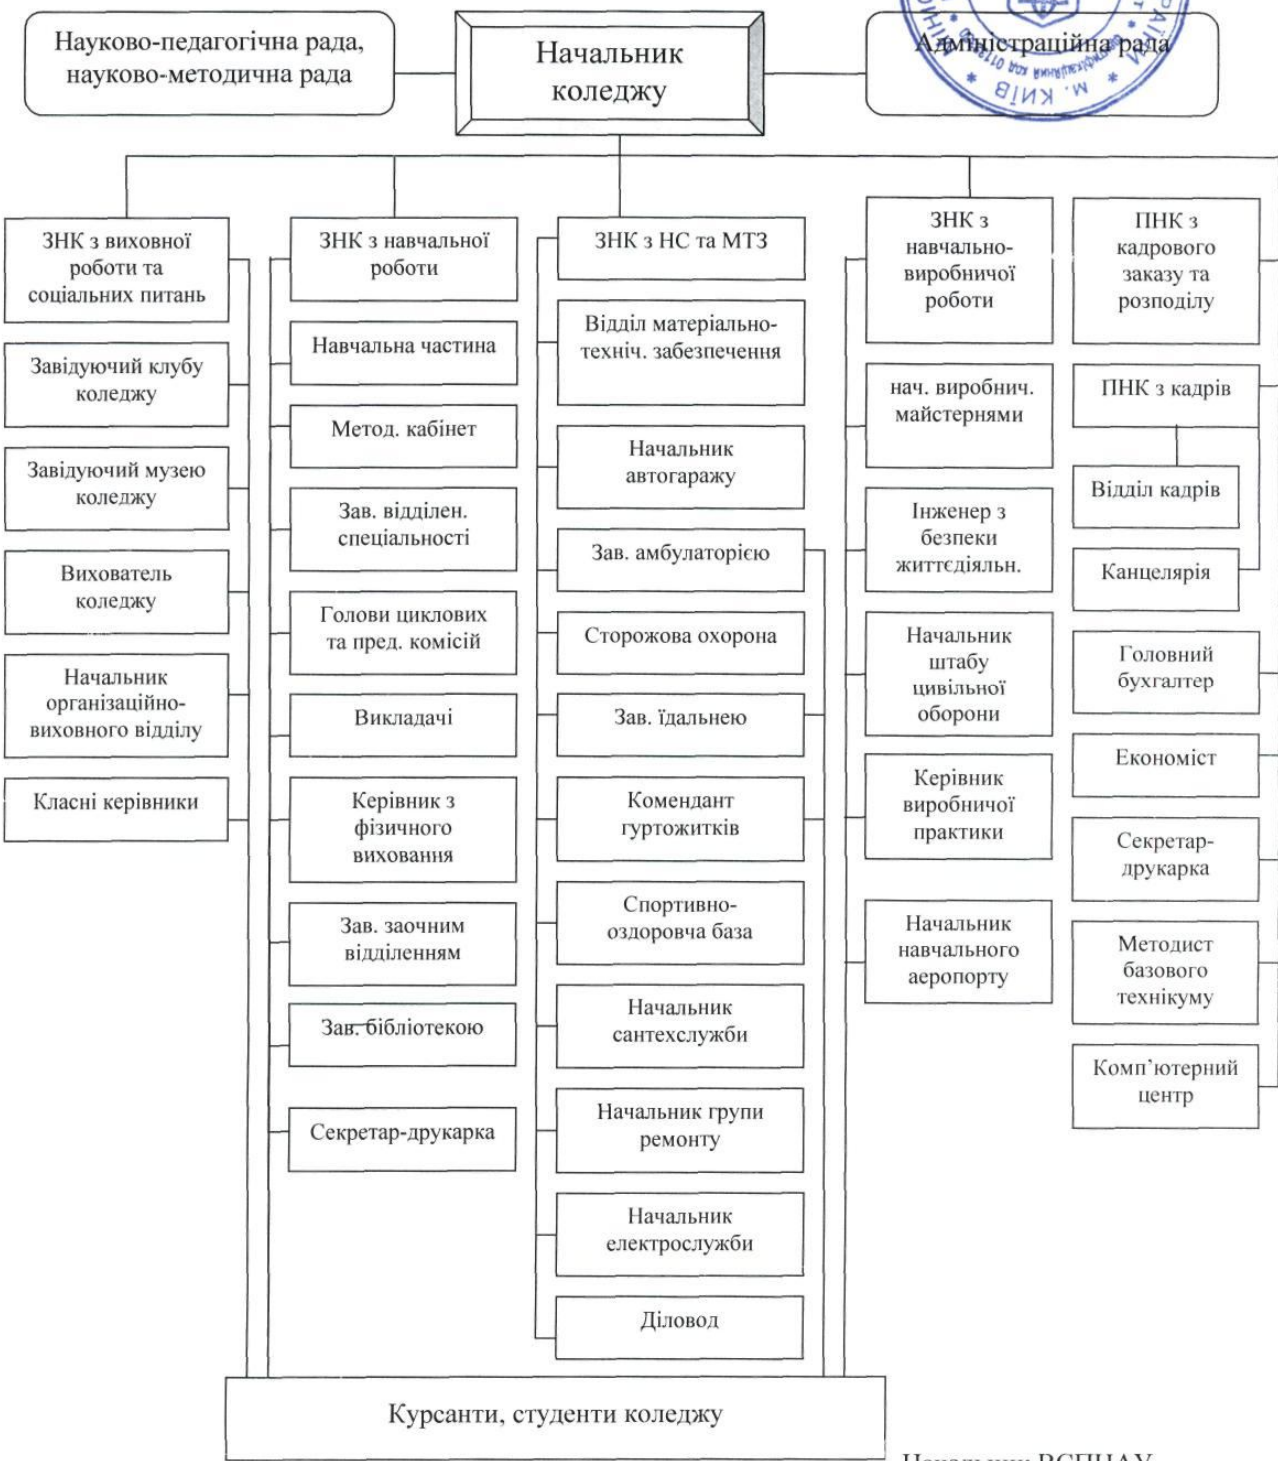 Науково-педагогічна рада,
науково-методична рада
Начальник
коледжу
Адміністраційна рада
М. КИЇВ
ЗНК з виховної
роботи та
соціальних питань
Завідуючий клубу
коледжу
Завідуючий музею
коледжу
Вихователь
коледжу
Начальник
організаційно-
виховного відділу
Класні керівники
ЗНК з навчальної
роботи
Навчальна частина
Метод. кабінет
Зав. відділен.
спеціальності
Голови циклових
та пред. комісій
Викладачі
Керівник з
фізичного
виховання
Зав. заочним
відділенням
Зав. бібліотекою
Секретар-друкарка
ЗНК з НС та МТЗ
Відділ матеріально-
техніч. забезпечення
Начальник
автогаражу
Зав. амбулаторією
Сторожова охорона
Зав. їдальнею
Комендант
гуртожитків
Спортивно-
оздоровча база
Начальник
сантехслужби
Начальник групи
ремонту
Начальник
електрослужби
Діловод
ЗНК з
навчально-
виробничої
роботи
нач. виробнич.
майстернями
Інженер з
безпеки
життєдіяльн.
Начальник
штабу
цивільної
оборони
Керівник
виробничої
практики
Начальник
навчального
аеропорту
ПНК з
кадрового
заказу та
розподілу
ПНК з кадрів
Відділ кадрів
Канцелярія
Головний
бухгалтер
Економіст
Секретар-
друкарка
Методист
базового
технікуму
Комп’ютерний
центр
Курсанти, студенти коледжу